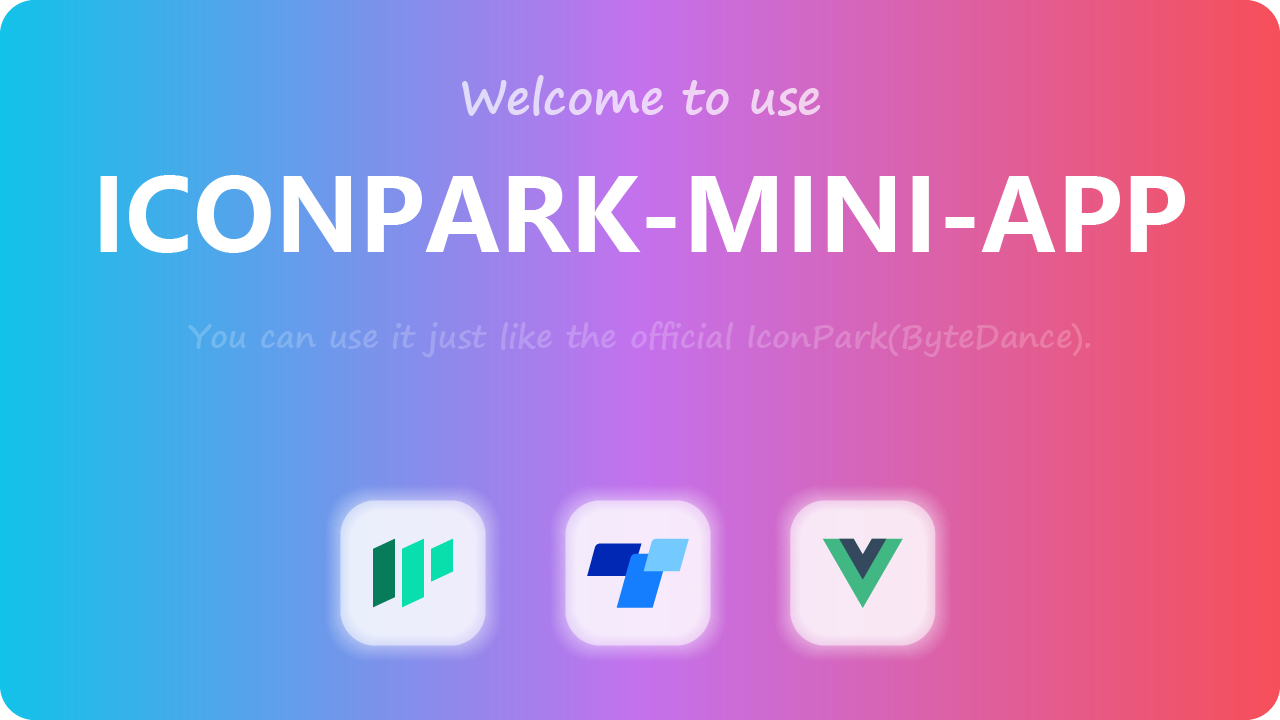 Welcome to use
ICONPARK-MINI-APP
You can use it just like the official IconPark(ByteDance).